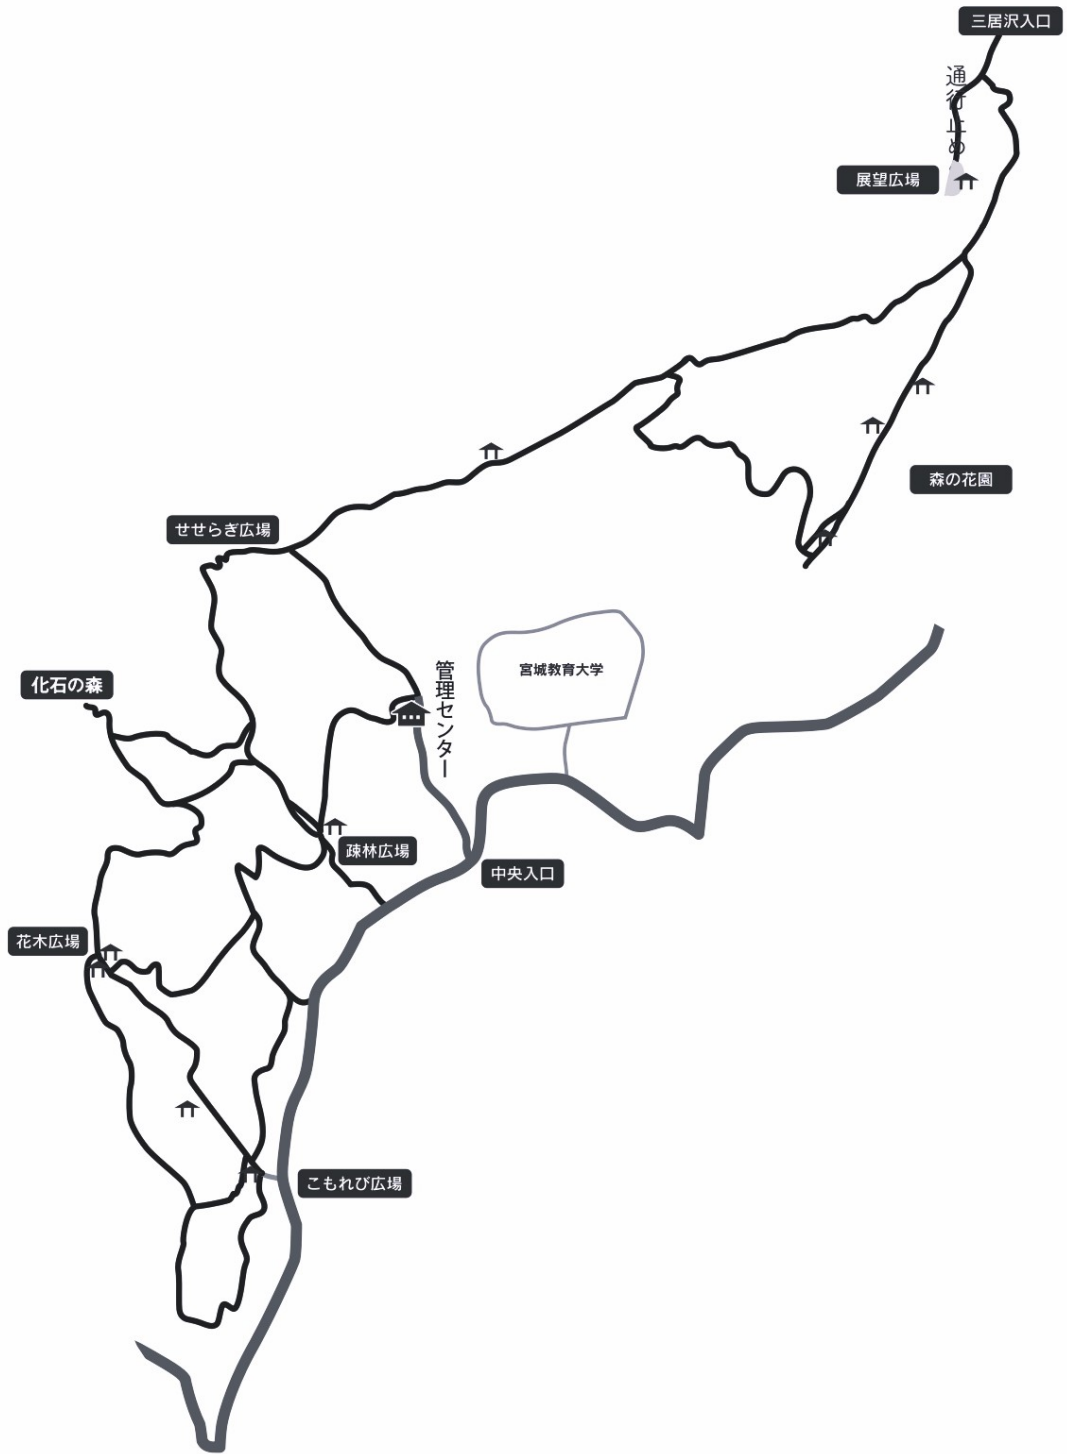 三居沢入口
通行止め
展望広場
森の花園
せせらぎ広場
管理センター
宮城教育大学
化石の森
疎林広場
中央入口
花木広場
こもれび広場